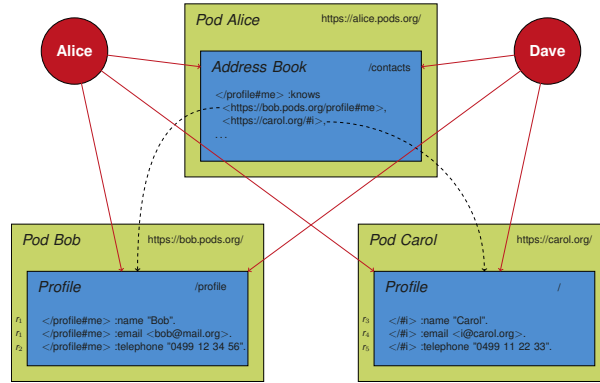 Pod Alice https://alice.pods.org/
Alice
Dave
Address Book /contacts
</profile#me> :knows
<https://bob.pods.org/profile#me>,
<https://carol.org/#i>,
...
Pod Bob https://bob.pods.org/
Profile /profile
r₁ </profile#me> :name "Bob".
r₁ </profile#me> :email <bob@mail.org>.
r₂ </profile#me> :telephone "0499 12 34 56".
Pod Carol https://carol.org/
Profile /
r₃ </#i> :name "Carol".
r₄ </#i> :email <i@carol.org>.
r₅ </#i> :telephone "0499 11 22 33".